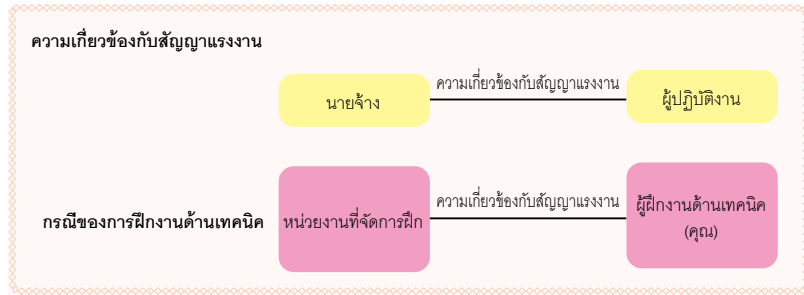 ความเกี่ยวข้องกับสัญญาแรงงาน
นายจ้าง
ความเกี่ยวข้องกับสัญญาแรงงาน
ผู้ปฏิบัติงาน
กรณีของการฝึกงานด้านเทคนิค
หน่วยงานที่จัดการฝึก
ความเกี่ยวข้องกับสัญญาแรงงาน
ผู้ฝึกงานด้านเทคนิค
(คุณ)